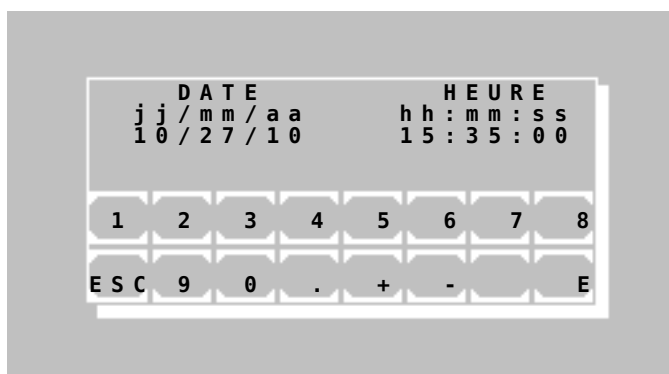 DATE HEURE
jj/mm/aa hh:mm:ss
10/27/10 15:35:00
1 2 3 4 5 6 7 8
ESC 9 0 . + - E